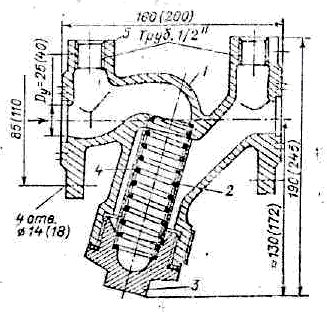 160 (200)
5 Труб. 1/2"
1
Dy=25(40)
85(110
4
2
4 отв.
ø14(18)
3
≈130(172)
190(245)